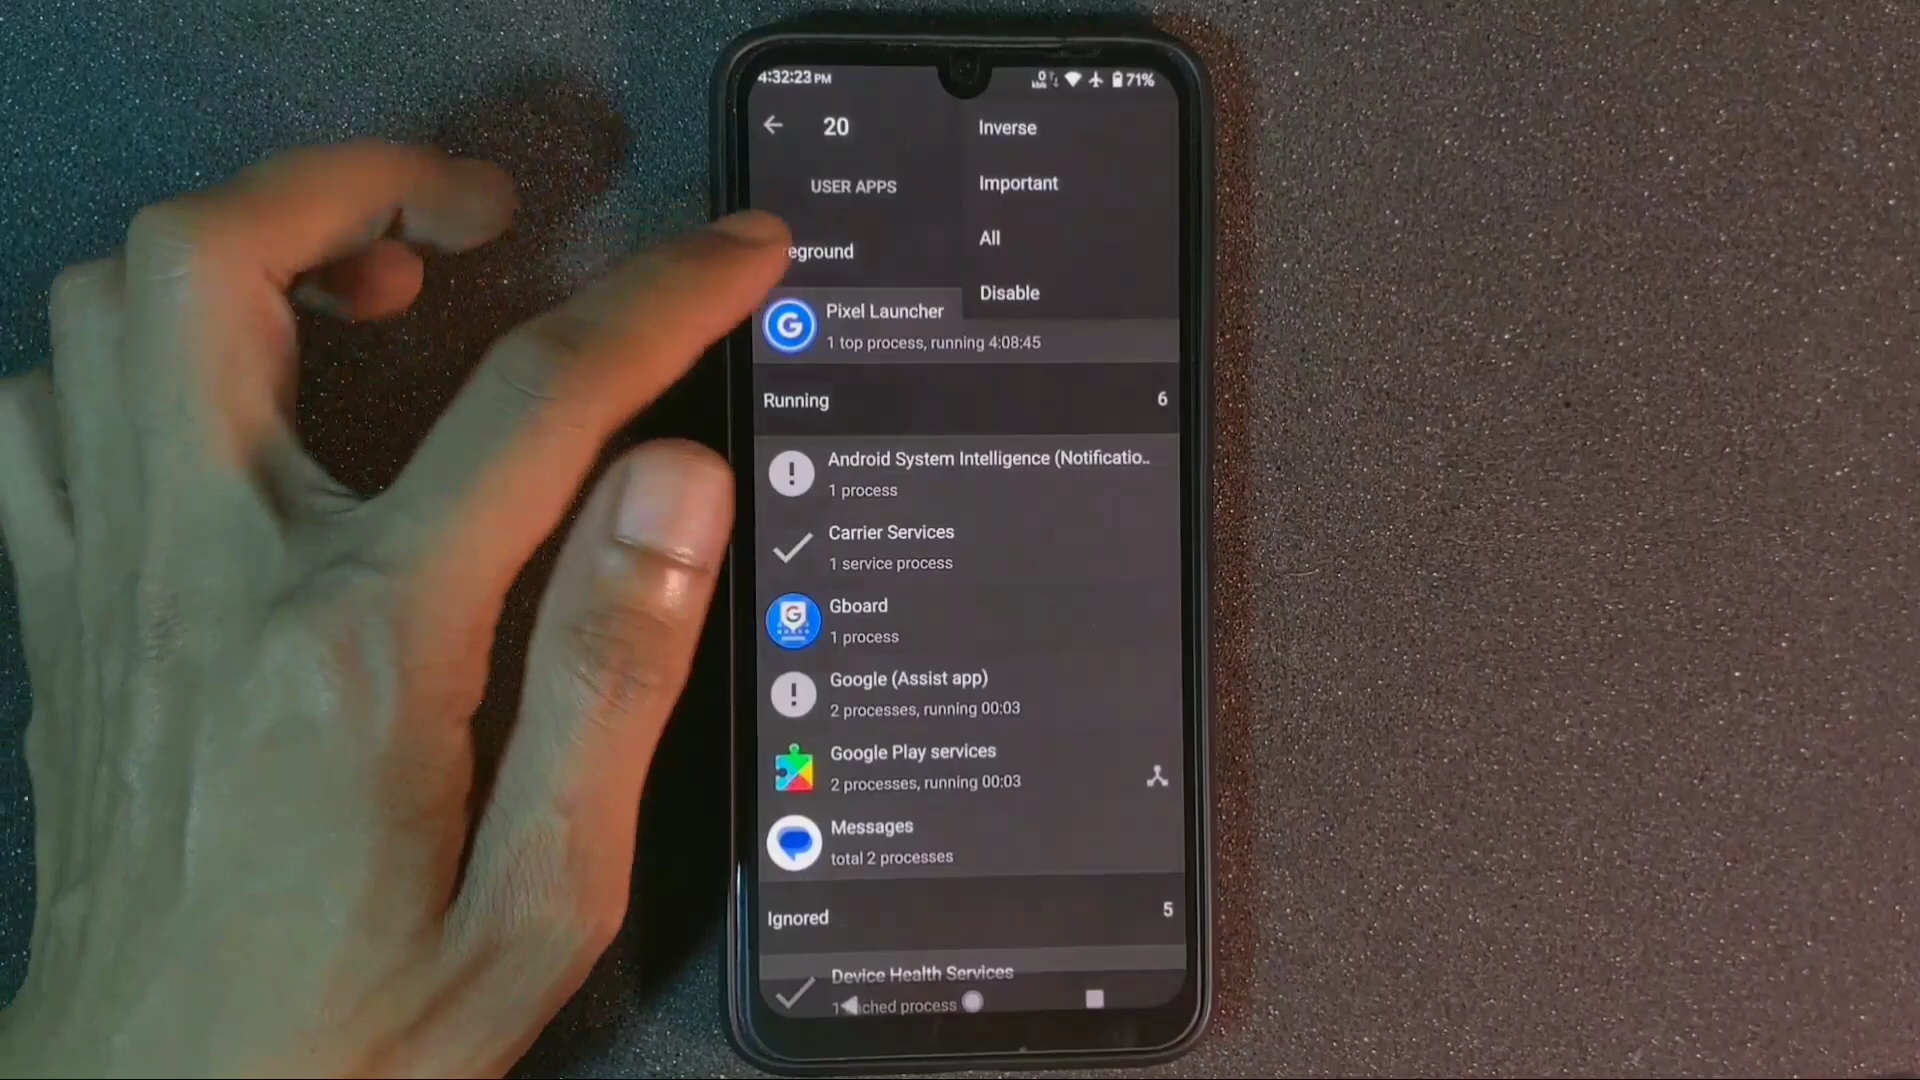 4:32:23 PM
71%
20
Inverse
USER APPS
Important
All
eground
Disable
Pixel Launcher
1 top process, running 4:08:45
Running
6
Android System Intelligence (Notificatio..
1 process
Carrier Services
1 service process
Gboard
1 process
Google (Assist app)
2 processes, running 00:03
Google Play services
2 processes, running 00:03
Messages
total 2 processes
Ignored
5
Device Health Services
ched process